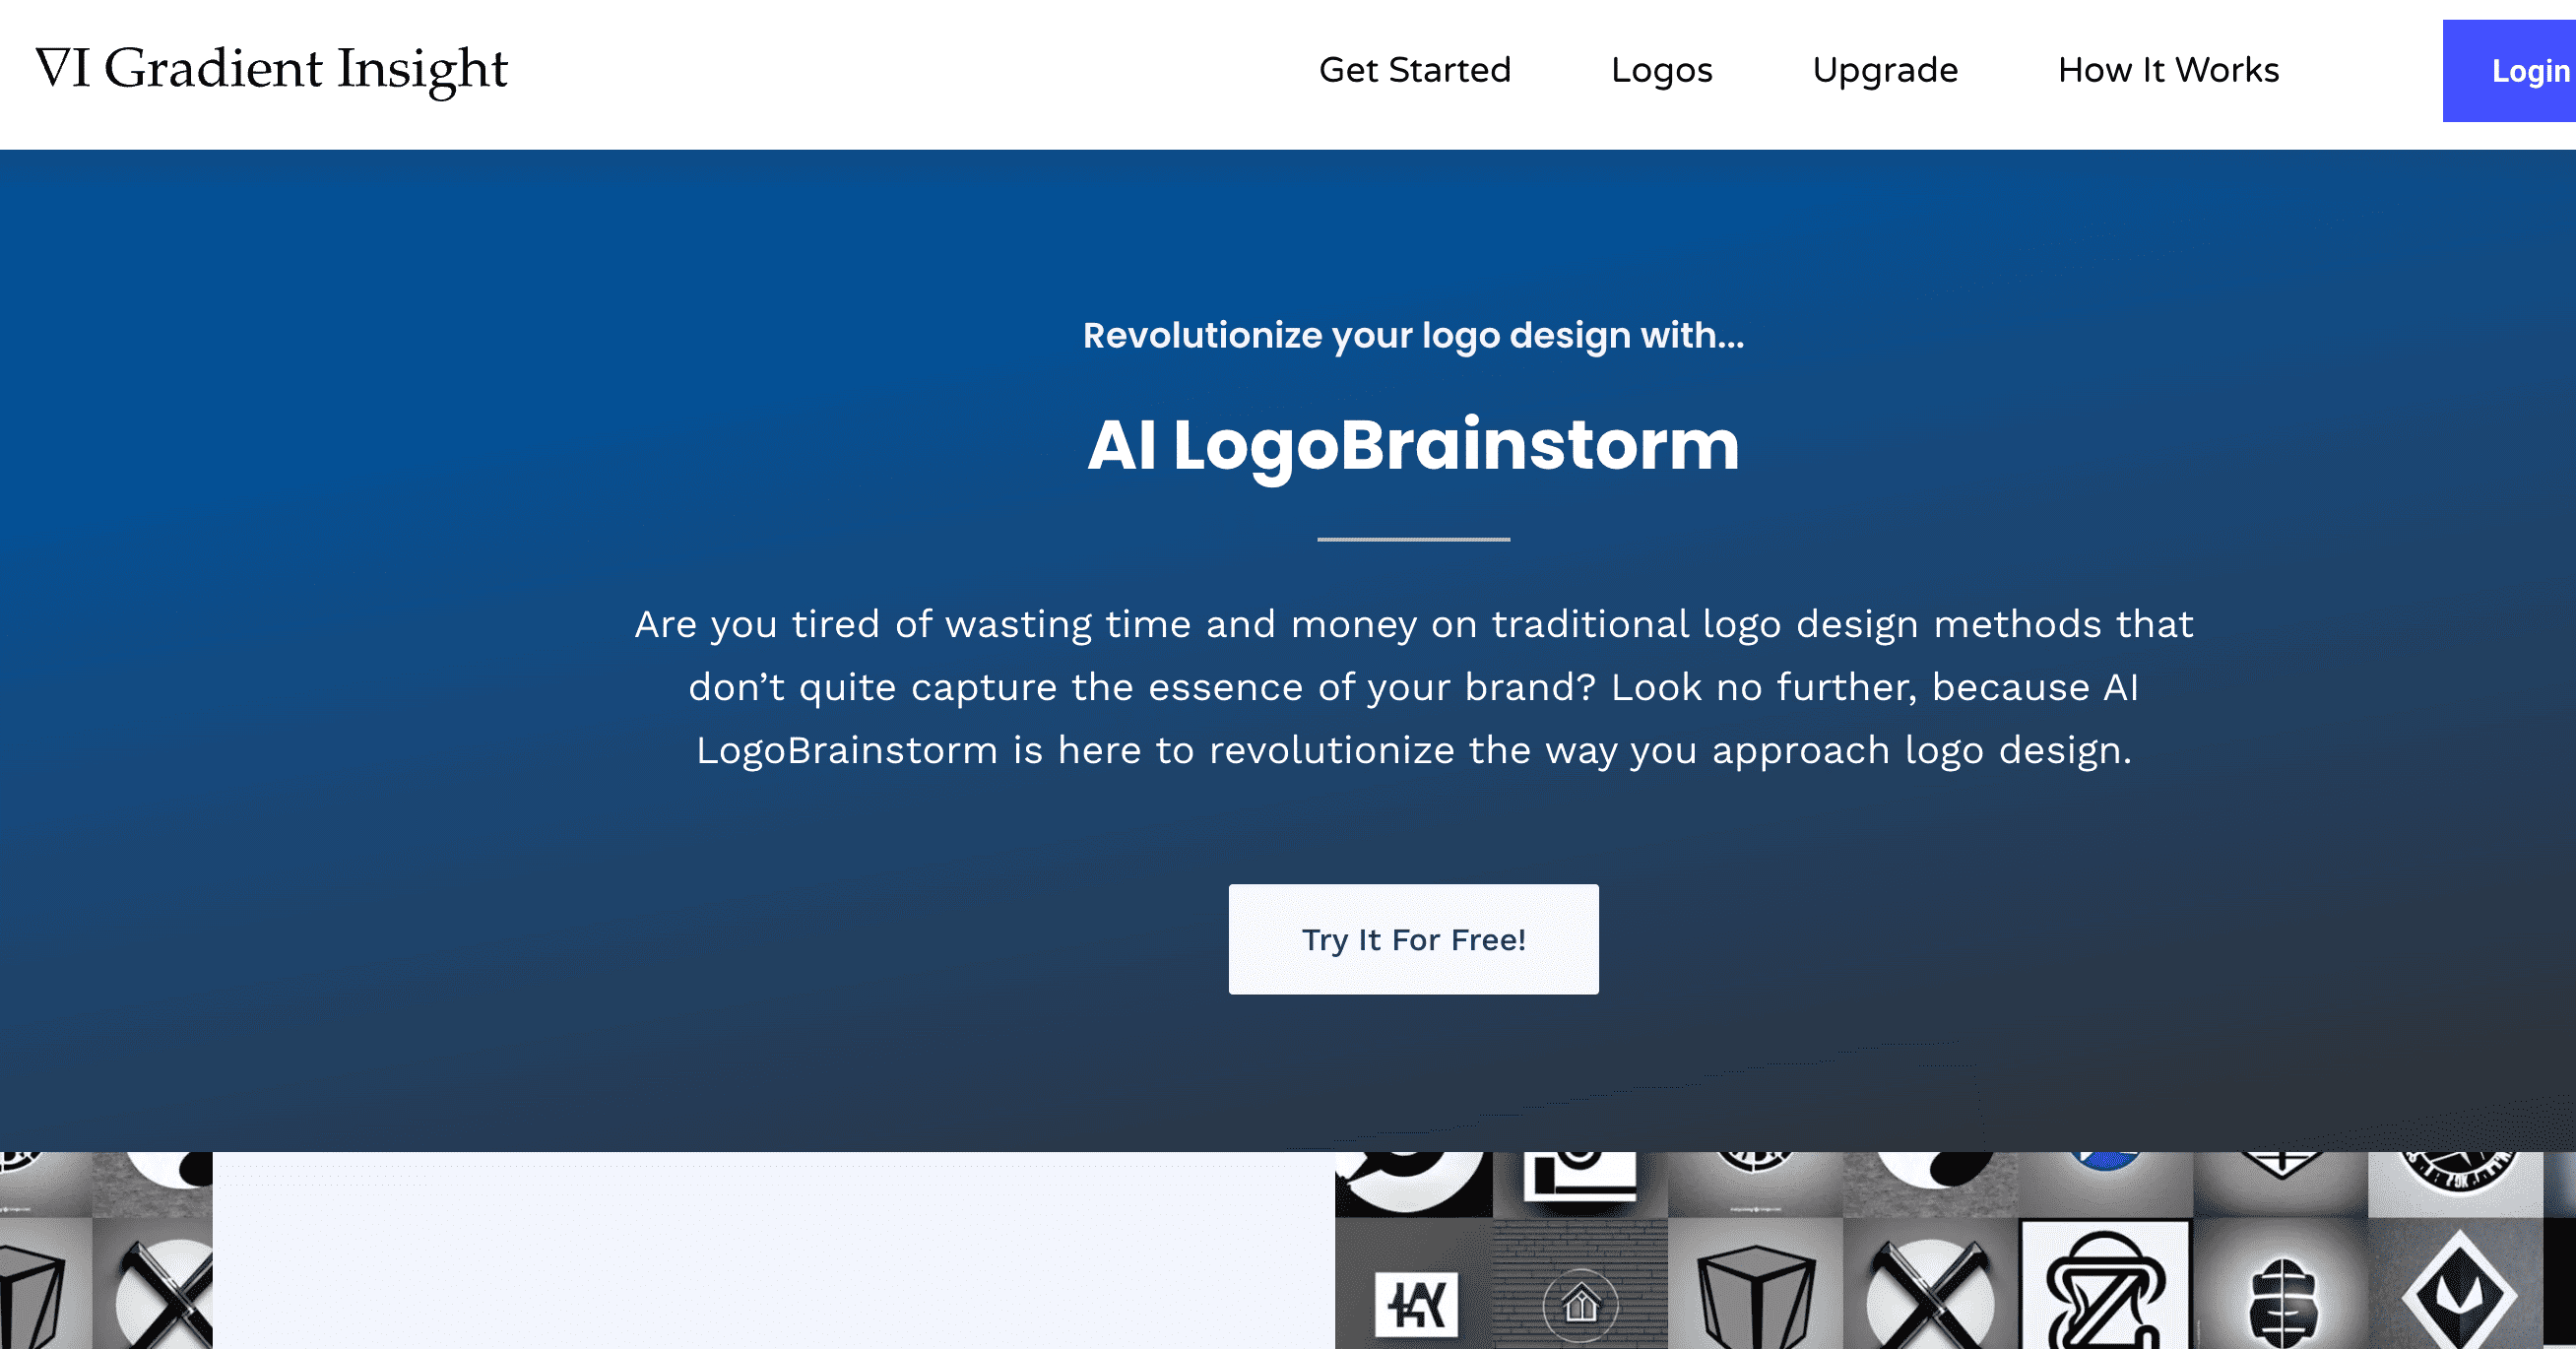 ∇I Gradient Insight
Get Started
Logos
Upgrade
How It Works
Login
Revolutionize your logo design with...
AI LogoBrainstorm
Are you tired of wasting time and money on traditional logo design methods that
don’t quite capture the essence of your brand? Look no further, because AI
LogoBrainstorm is here to revolutionize the way you approach logo design.
Try It For Free!